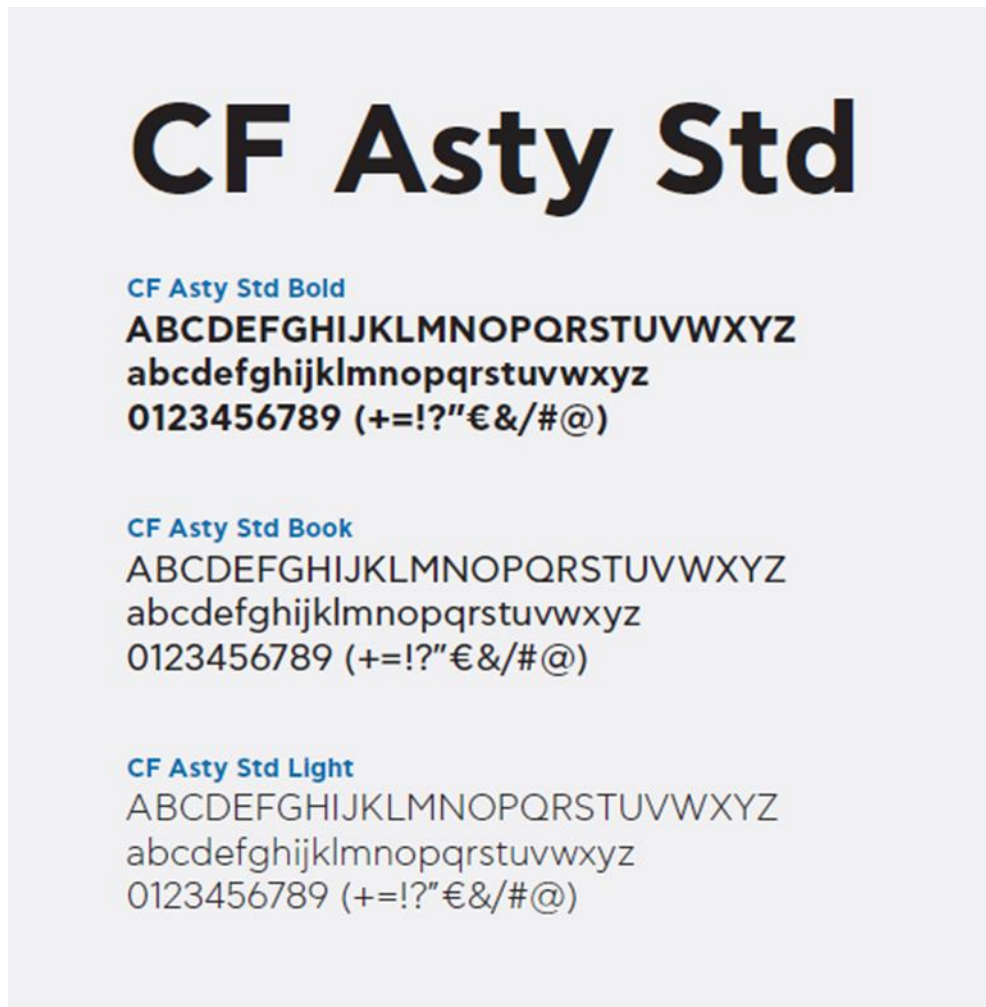 CF Asty Std
CF Asty Std Bold
ABCDEFGHIJKLMNOPQRSTUVWXYZ
abcdefghijklmnopqrstuvwxyz
0123456789 (+=!?"€&/#@)
CF Asty Std Book
ABCDEFGHIJKLMNOPQRSTUVWXYZ
abcdefghijklmnopqrstuvwxyz
0123456789 (+=!?"€&/#@)
CF Asty Std Light
ABCDEFGHIJKLMNOPQRSTUVWXYZ
abcdefghijklmnopqrstuvwxyz
0123456789 (+=!?"€&/#@)